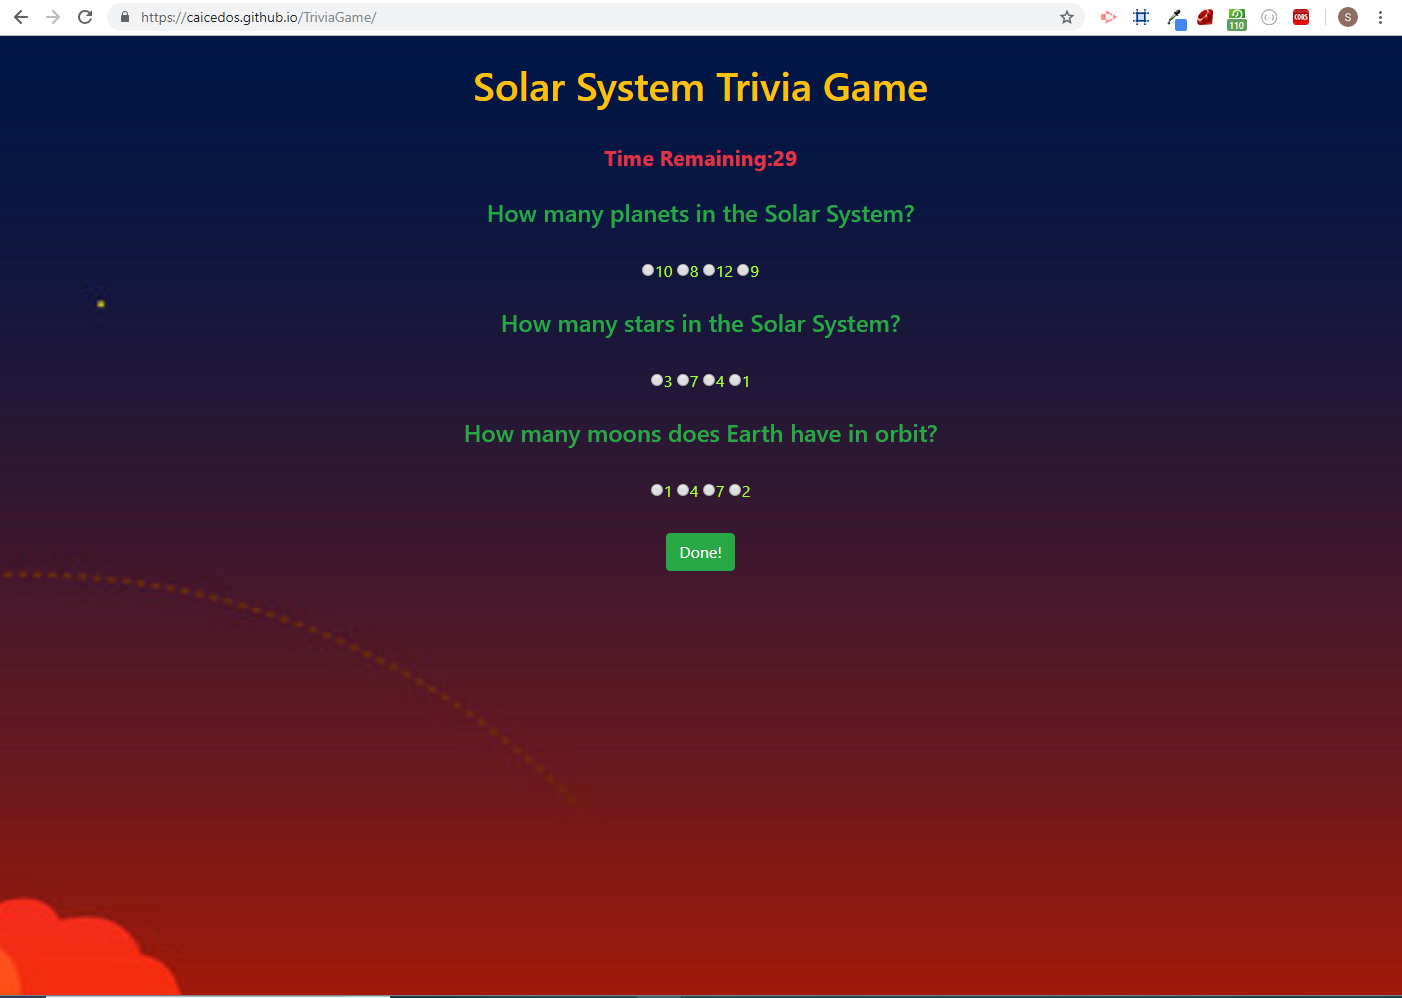 https://caicedos.github.io/TriviaGame/
110
CORS
S
Solar System Trivia Game
Time Remaining:29
How many planets in the Solar System?
10 8 12 9
How many stars in the Solar System?
3 7 4 1
How many moons does Earth have in orbit?
1 4 7 2
Done!